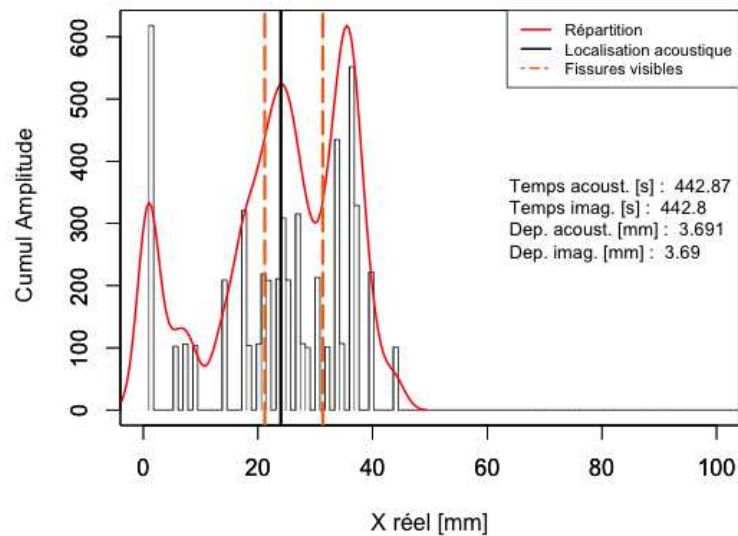 Répartition
Localisation acoustique
Fissures visibles
Temps acoust. [s] : 442.87
Temps imag. [s] : 442.8
Dep. acoust. [mm] : 3.691
Dep. imag. [mm] : 3.69
Cumul Amplitude
600
500
400
300
200
100
0
0 20 40 60 80 100
X réel [mm]